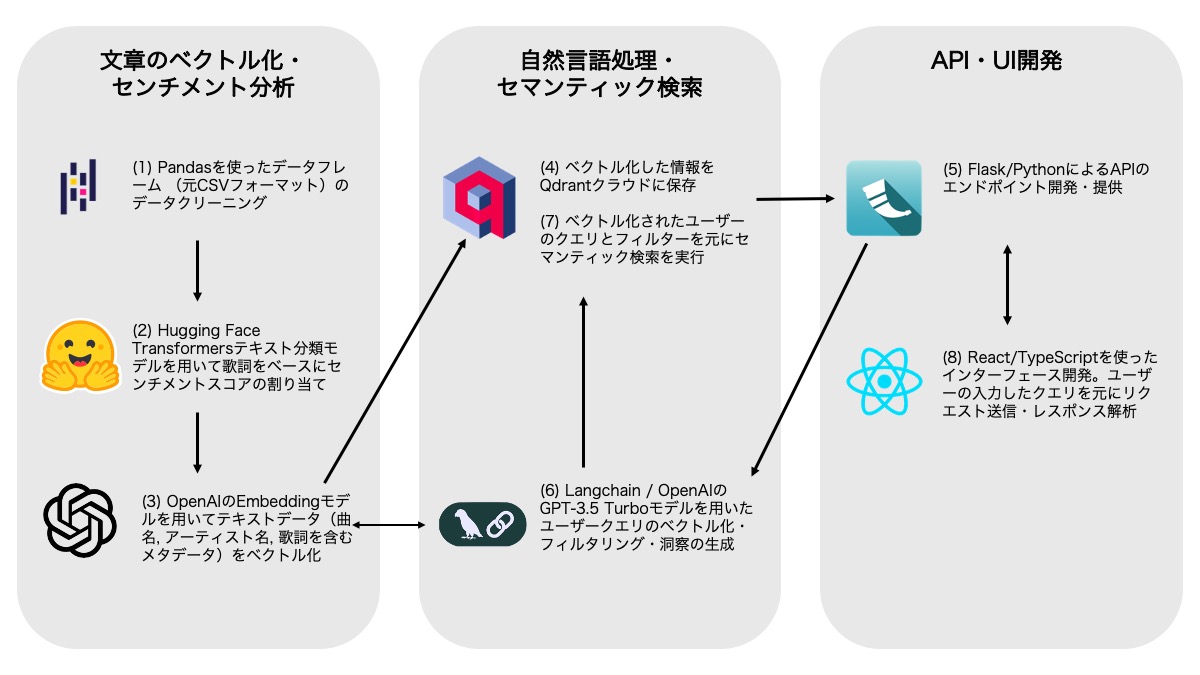 文章のベクトル化・
センチメント分析
(1) Pandasを使ったデータフレ
ーム （元CSVフォーマット）の
データクリーニング
(2) Hugging Face
Transformersテキスト分類モ
デルを用いて歌詞をベースにセ
ンチメントスコアの割り当て
(3) OpenAIのEmbeddingモデ
ルを用いてテキストデータ（曲
名, アーティスト名, 歌詞を含む
メタデータ）をベクトル化
自然言語処理・
セマンティック検索
(4) ベクトル化した情報を
Qdrantクラウドに保存
(7) ベクトル化されたユーザー
のクエリとフィルターを元にセ
マンティック検索を実行
(6) Langchain / OpenAIの
GPT-3.5 Turboモデルを用いた
ユーザークエリのベクトル化・
フィルタリング・洞察の生成
API・UI開発
(5) Flask/PythonによるAPIの
エンドポイント開発・提供
(8) React/TypeScriptを使った
インターフェース開発。ユーザ
ーの入力したクエリを元にリク
エスト送信・レスポンス解析